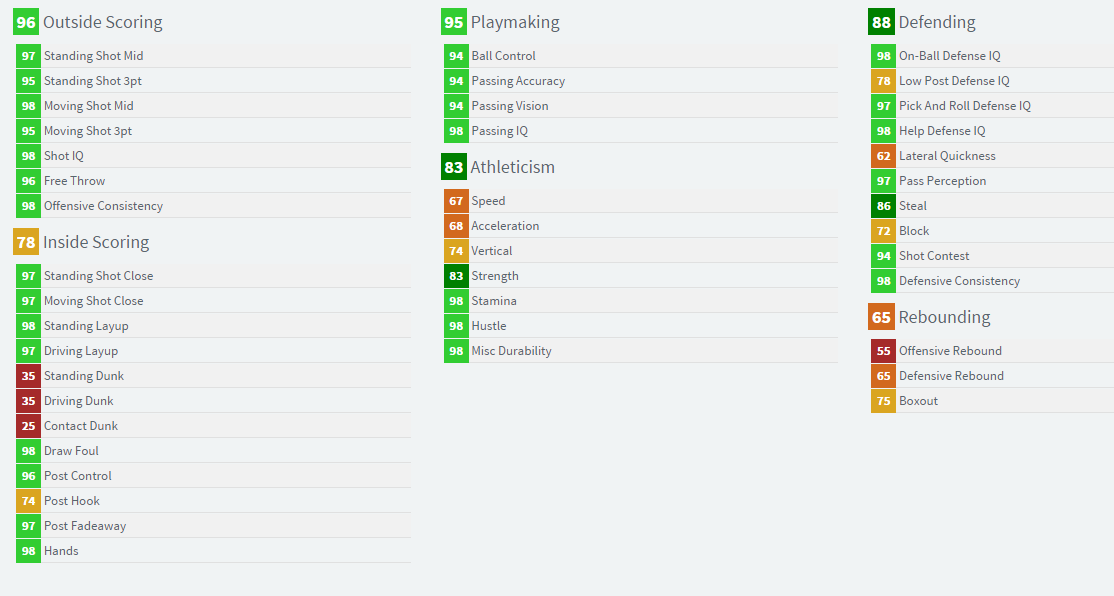 96 Outside Scoring
97 Standing Shot Mid
95 Standing Shot 3pt
98 Moving Shot Mid
95 Moving Shot 3pt
98 Shot IQ
96 Free Throw
98 Offensive Consistency
78 Inside Scoring
97 Standing Shot Close
97 Moving Shot Close
98 Standing Layup
97 Driving Layup
35 Standing Dunk
35 Driving Dunk
25 Contact Dunk
98 Draw Foul
96 Post Control
74 Post Hook
97 Post Fadeaway
98 Hands
95 Playmaking
94 Ball Control
94 Passing Accuracy
94 Passing Vision
98 Passing IQ
83 Athleticism
67 Speed
68 Acceleration
74 Vertical
83 Strength
98 Stamina
98 Hustle
98 Misc Durability
88 Defending
98 On-Ball Defense IQ
78 Low Post Defense IQ
97 Pick And Roll Defense IQ
98 Help Defense IQ
62 Lateral Quickness
97 Pass Perception
86 Steal
72 Block
94 Shot Contest
98 Defensive Consistency
65 Rebounding
55 Offensive Rebound
65 Defensive Rebound
75 Boxout